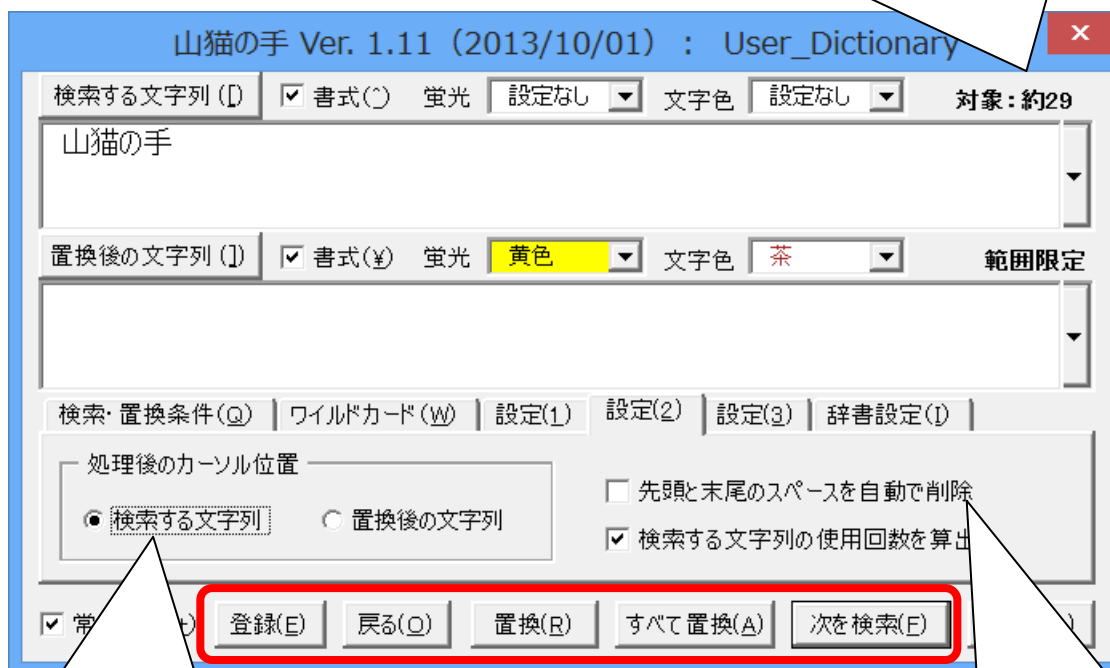 山猫の手 Ver. 1.11（2013/10/01）： User_Dictionary
検索する文字列([) 書式(^) 蛍光 設定なし 文字色 設定なし 対象：約29
山猫の手
置換後の文字列(]) 書式(¥) 蛍光 黄色 文字色 茶 範囲限定
検索・置換条件(Q) ワイルドカード(W) 設定(1) 設定(2) 設定(3) 辞書設定(I)
処理後のカーソル位置
先頭と末尾のスペースを自動で削除
検索する文字列 置換後の文字列
検索する文字列の使用回数を算出
常 登録(E) 戻る(O) 置換(R) すべて置換(A) 次を検索(F)